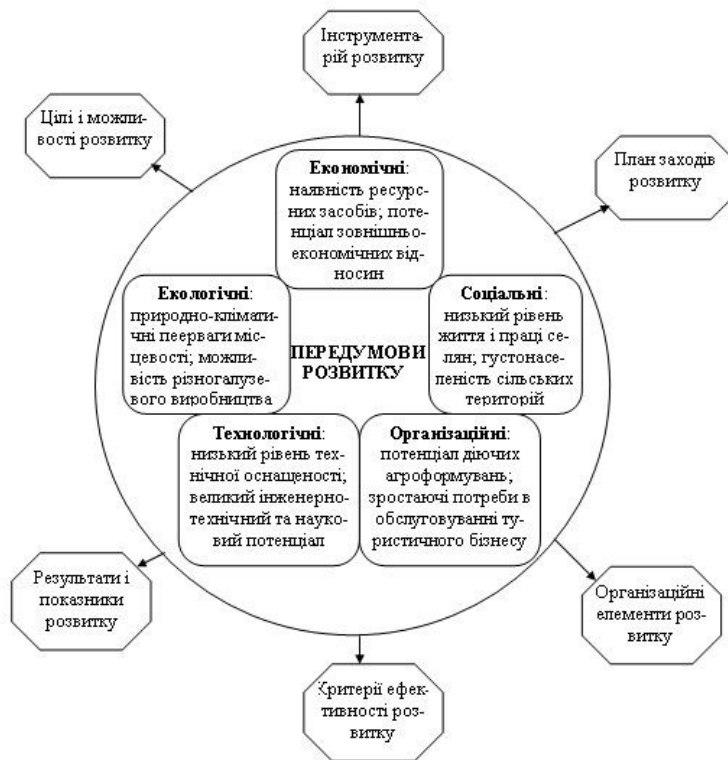 Інструмента-
рій розвитку
Цілі і можли-
вості розвитку
План заходів
розвитку
Економічні:
наявність ресурс-
них засобів; потен-
ціал зовнішньо-
економічних від-
носин
Екологічні:
природно-клімати-
чні пеерваги міс-
цевості; можли-
вість різногалузе-
вого виробництва
ПЕРЕДУМОВИ
РОЗВИТКУ
Соціальні:
низький рівень
життя і праці се-
лян; густонасе-
леність сільських
територій
Технологічні:
низький рівень тех-
нічної оснащеності;
великий інженерно-
технічний та науко-
вий потенціал
Організаційні:
потенціал діючих
агроформувань;
зростаючі потреби в
обслуговуванні ту-
ристичного бізнесу
Результати і
показники
розвитку
Організаційні
елементи роз-
витку
Критерії ефек-
тивності роз-
витку